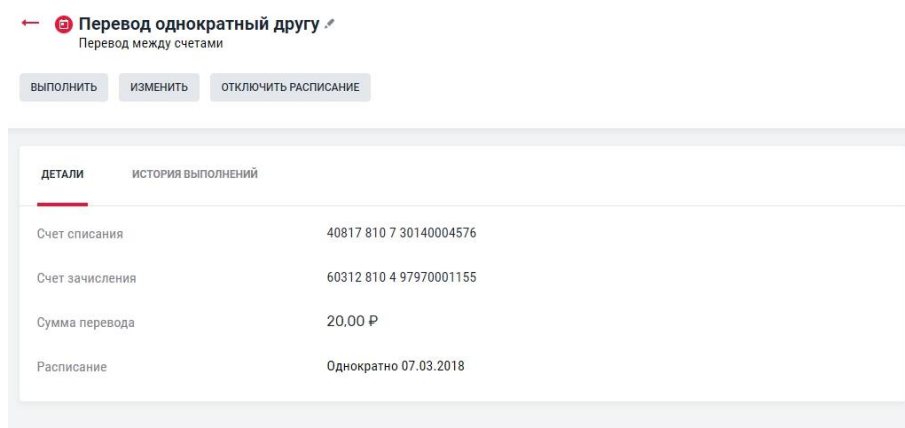 Перевод однократный другу
Перевод между счетами
ВЫПОЛНИТЬ ИЗМЕНИТЬ ОТКЛЮЧИТЬ РАСПИСАНИЕ
ДЕТАЛИ ИСТОРИЯ ВЫПОЛНЕНИЙ
Счет списания 40817 810 7 30140004576
Счет зачисления 60312 810 4 97970001155
Сумма перевода 20,00 ₽
Расписание Однократно 07.03.2018